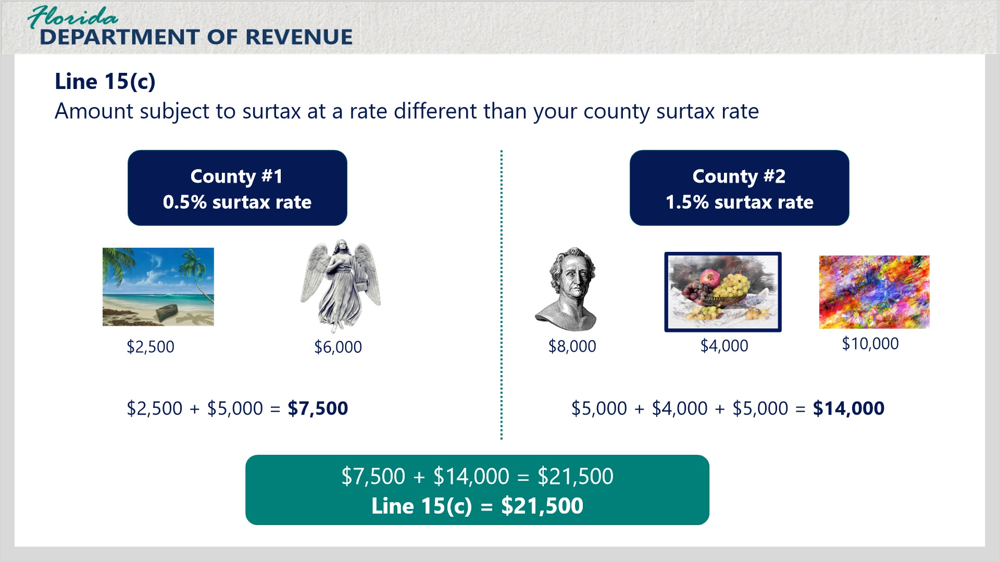 Florida
DEPARTMENT OF REVENUE
Line 15(c)
Amount subject to surtax at a rate different than your county surtax rate
County #1
0.5% surtax rate
$2,500
$6,000
$2,500 + $5,000 = $7,500
County #2
1.5% surtax rate
$8,000
$4,000
$10,000
$5,000 + $4,000 + $5,000 = $14,000
$7,500 + $14,000 = $21,500
Line 15(c) = $21,500